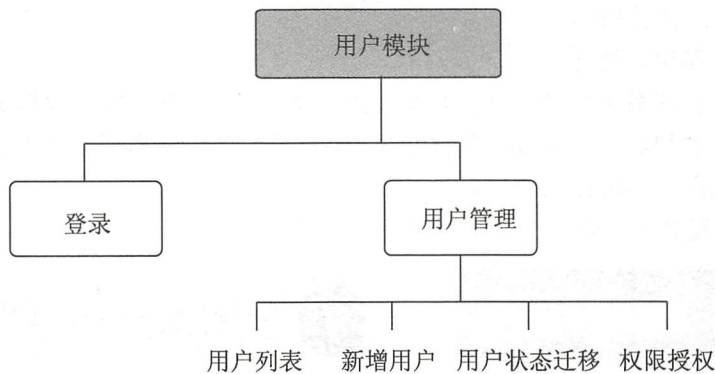 用户模块
登录
用户管理
用户列表
新增用户
用户状态迁移
权限授权